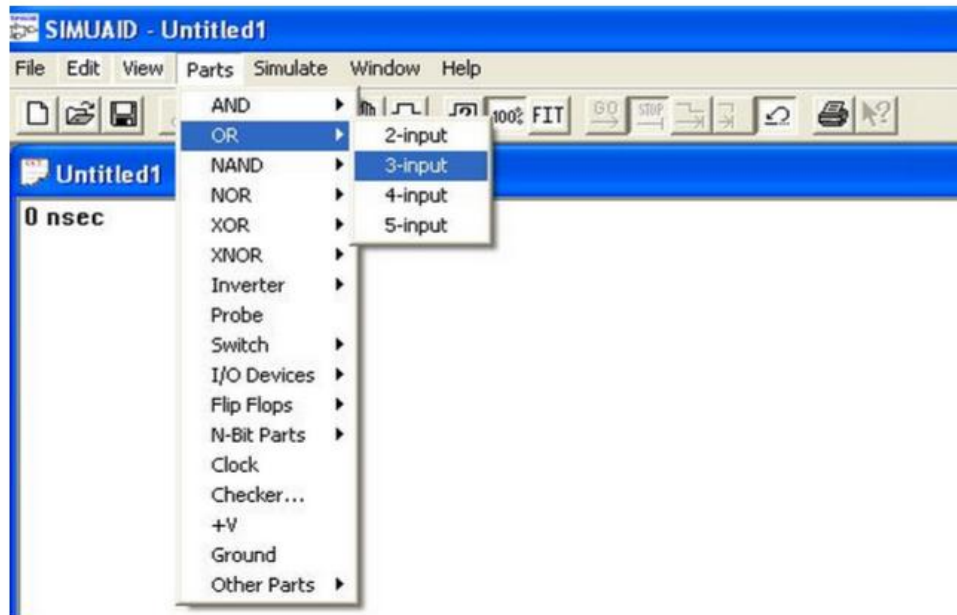 SIMUAID - Untitled1
File Edit View Parts Simulate Window Help
100% FIT GO STOP
AND
OR
NAND
NOR
XOR
XNOR
Inverter
Probe
Switch
I/O Devices
Flip Flops
N-Bit Parts
Clock
Checker...
+V
Ground
Other Parts
2-input
3-input
4-input
5-input
Untitled1
0 nsec